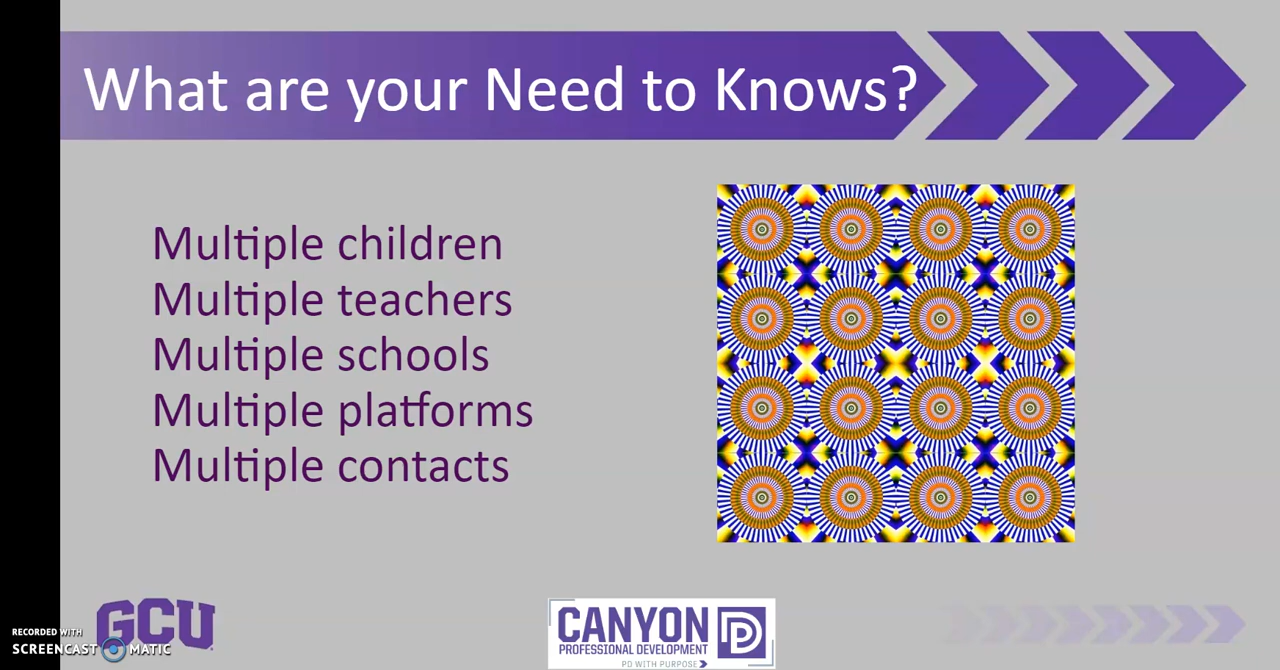 What are your Need to Knows?
Multiple children
Multiple teachers
Multiple schools
Multiple platforms
Multiple contacts
GCU
RECORDED WITH
SCREENCAST MATIC
CANYON
PROFESSIONAL DEVELOPMENT
PD WITH PURPOSE
PD